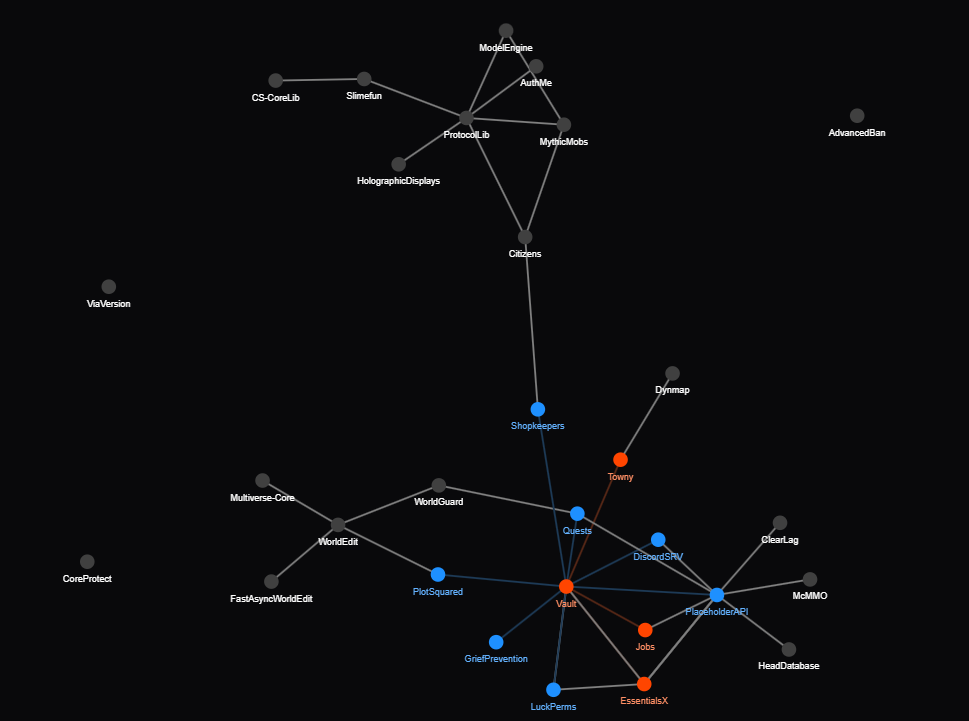 ModelEngine
AuthMe
CS-CoreLib
Slimefun
AdvancedBan
ProtocolLib
MythicMobs
HolographicDisplays
Citizens
ViaVersion
Dynmap
Shopkeepers
Towny
Multiverse-Core
WorldGuard
Quests
WorldEdit
ClearLag
DiscordSRV
CoreProtect
PlotSquared
FastAsyncWorldEdit
Vault
PlaceholderAPI
McMMO
Jobs
GriefPrevention
HeadDatabase
EssentialsX
LuckPerms